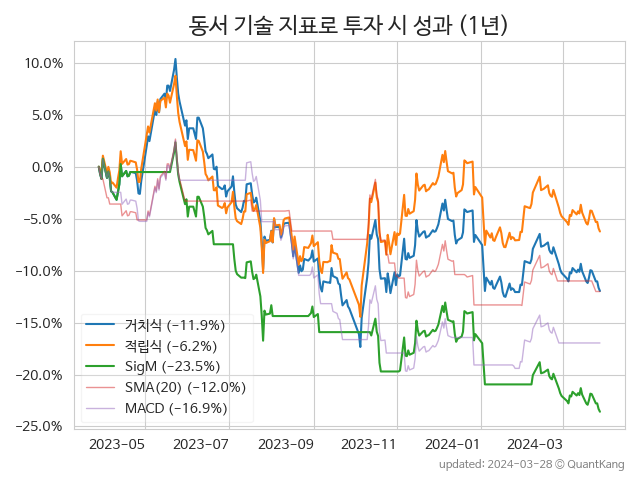 동서 기술 지표로 투자 시 성과 (1년)
10.0%
5.0%
0.0%
−5.0%
−10.0%
−15.0%
−20.0%
−25.0%
거치식 (−11.9%)
적립식 (−6.2%)
SigM (−23.5%)
SMA(20) (−12.0%)
MACD (−16.9%)
2023−05 2023−07 2023−09 2023−11 2024−01 2024−03
updated: 2024−03−28 © QuantKang